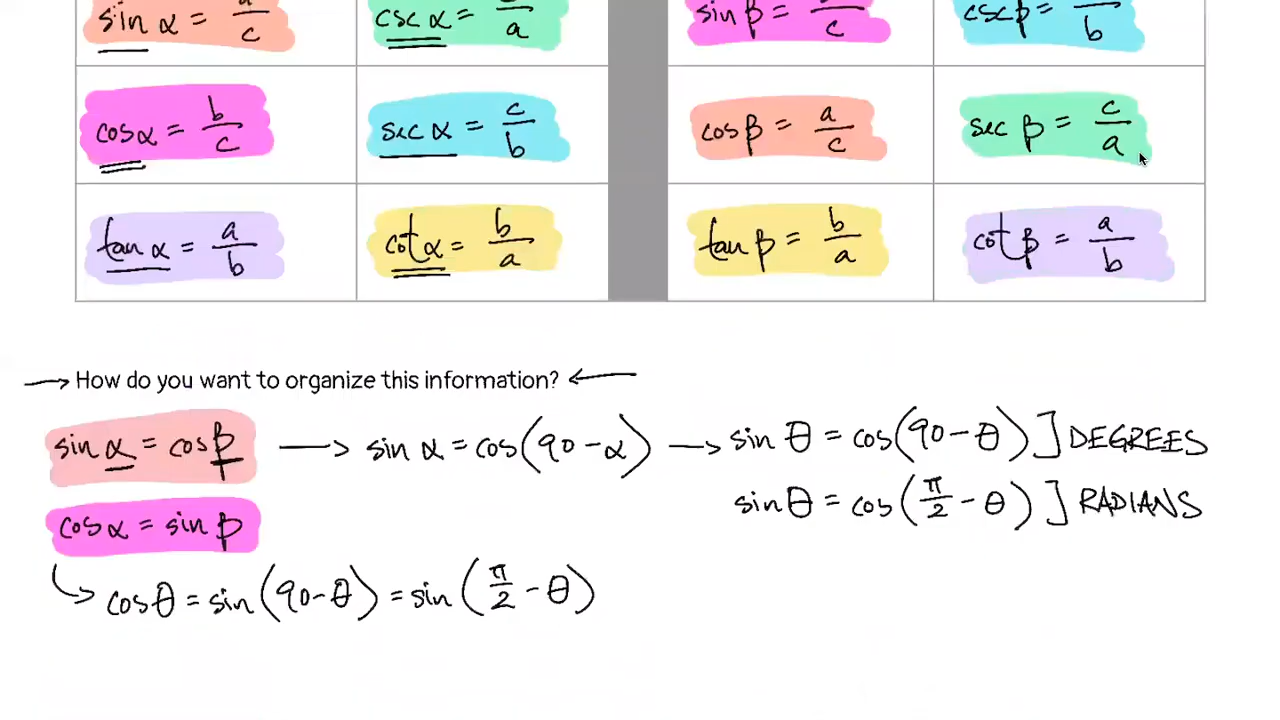 sin α = a/c csc α = /a sin β = /c csc β = /b
cos α = b/c sec α = c/b cos β = a/c sec β = c/a
tan α = a/b cot α = b/a tan β = b/a cot β = a/b
→ How do you want to organize this information? ←
sin α = cos β → sin α = cos(90 - α) → sin θ = cos(90 - θ) ] DEGREES
sin θ = cos(π/2 - θ) ] RADIANS
cos α = sin β
↳ cos θ = sin(90 - θ) = sin(π/2 - θ)